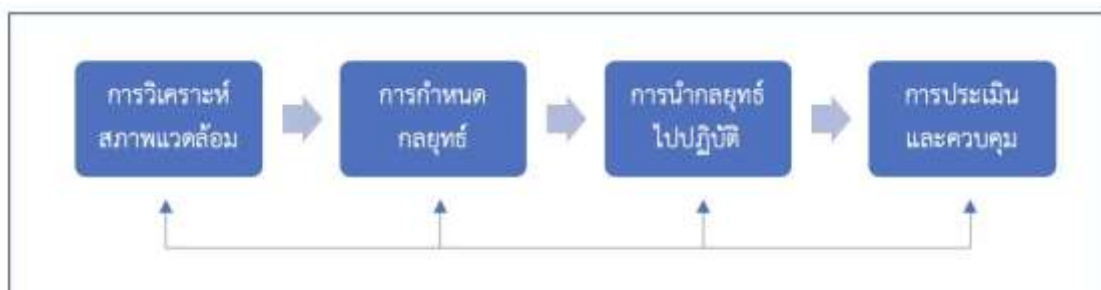 การวิเคราะห์
สภาพแวดล้อม
การกำหนด
กลยุทธ์
การนำกลยุทธ์
ไปปฏิบัติ
การประเมิน
และควบคุม